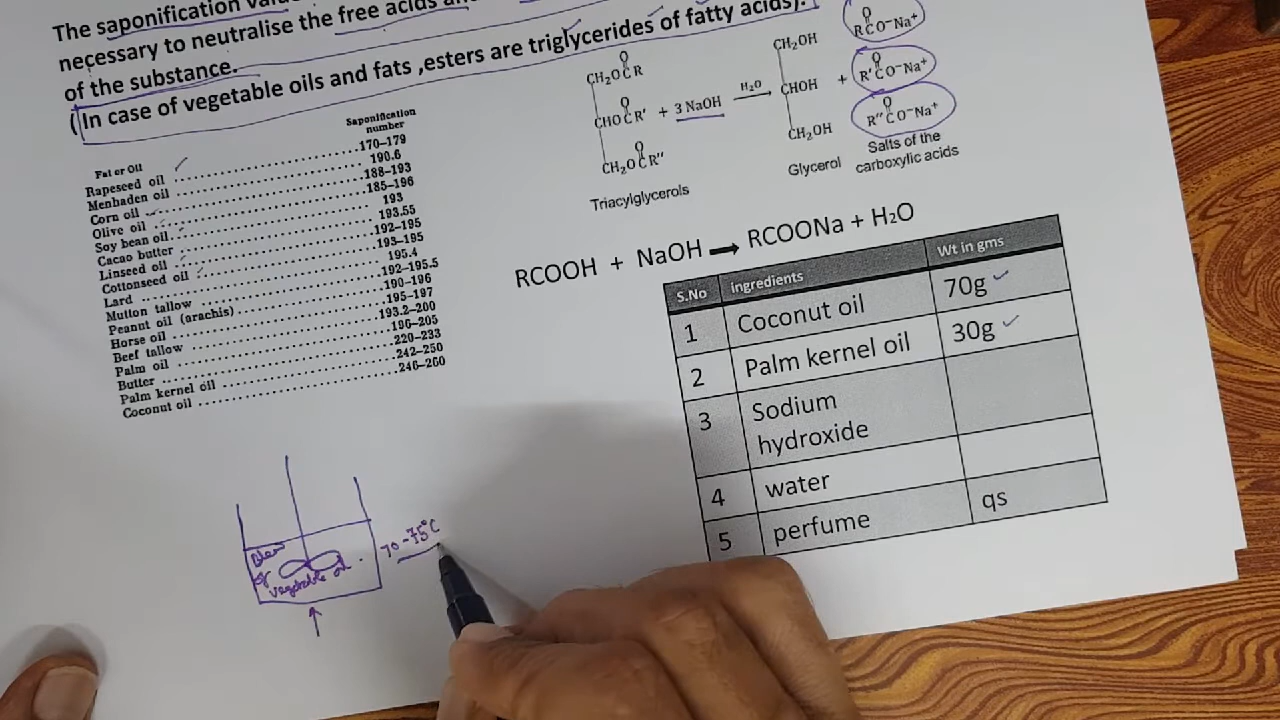 The saponification
necessary to neutralise the free acids
of the substance.
( In case of vegetable oils and fats ,esters are triglycerides of fatty acids).
Fat or Oil Saponification number
Rapeseed oil 170–179
Menhaden oil 190.6
Corn oil 188–193
Olive oil 185–196
Soy bean oil 193
Cacao butter 193.55
Linseed oil 192–195
Cottonseed oil 193–195
Lard 195.4
Mutton tallow 192–195.5
Peanut oil (arachis) 190–196
Horse oil 195–197
Beef tallow 193.2–200
Palm oil 196–205
Butter 220–233
Palm kernel oil 242–250
Coconut oil 246–260
O
CH₂OCR
O
CHOCR'
O
CH₂OCR''
+ 3 NaOH
H₂O
CH₂OH
CHOH
CH₂OH
+
O
RCO⁻Na⁺
O
R'CO⁻Na⁺
O
R''CO⁻Na⁺
Triacylglycerols
Glycerol
Salts of the
carboxylic acids
RCOOH + NaOH → RCOONa + H₂O
S.No Ingredients Wt in gms
1 Coconut oil 70g
2 Palm kernel oil 30g
3 Sodium
hydroxide
4 water
5 perfume qs
of
vegetable oil
70-75°C